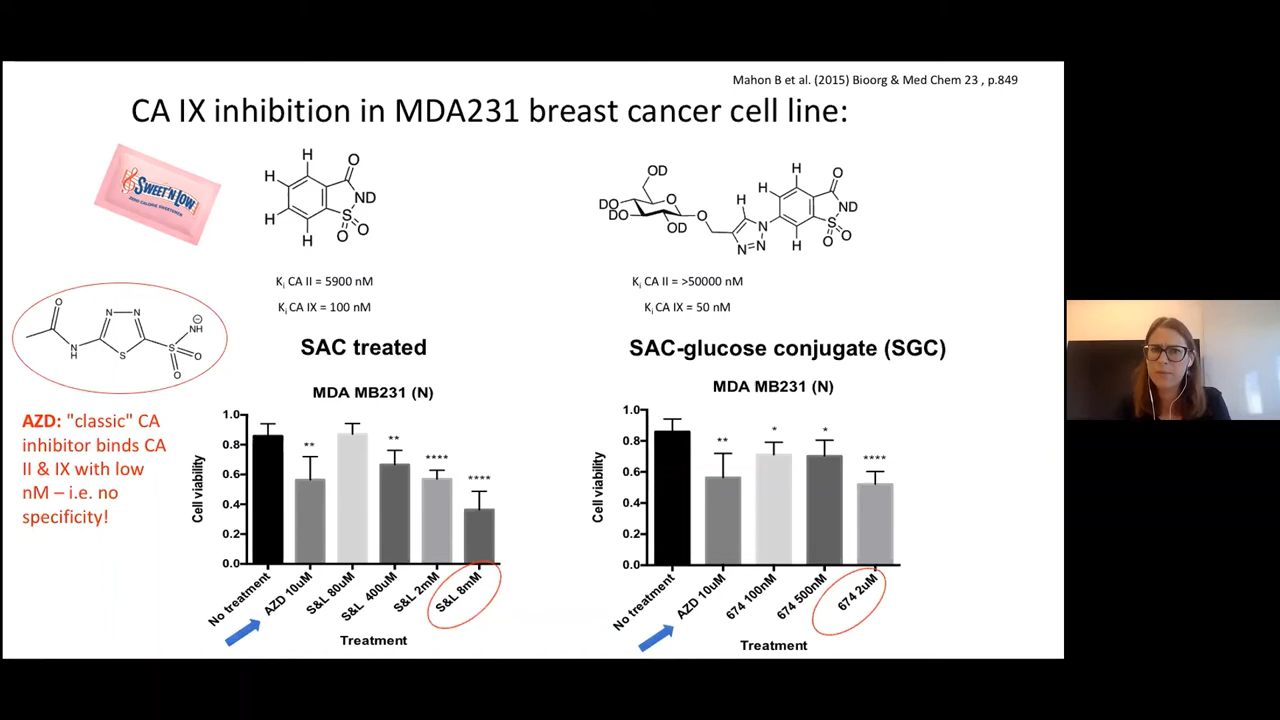 Mahon B et al. (2015) Bioorg & Med Chem 23 , p.849
CA IX inhibition in MDA231 breast cancer cell line:
SWEET'N LOW
ZERO CALORIE SWEETENER
H
H
H
H
O
ND
S
O
O
OD
DO
DO
OD
O
O
H
N
N
N
H
H
H
O
ND
S
O
O
Ki CA II = 5900 nM
Ki CA IX = 100 nM
Ki CA II = >50000 nM
Ki CA IX = 50 nM
O
N
H
N
N
S
S
NH
⊖
O
O
AZD: "classic" CA
inhibitor binds CA
II & IX with low
nM – i.e. no
specificity!
SAC treated
MDA MB231 (N)
Cell viability
1.0
0.8
0.6
0.4
0.2
0.0
**
**
****
****
No treatment
AZD 10uM
S&L 80uM
S&L 400uM
S&L 2mM
S&L 8mM
Treatment
SAC-glucose conjugate (SGC)
MDA MB231 (N)
Cell viability
1.0
0.8
0.6
0.4
0.2
0.0
**
*
*
****
No treatment
AZD 10uM
674 100nM
674 500nM
674 2uM
Treatment